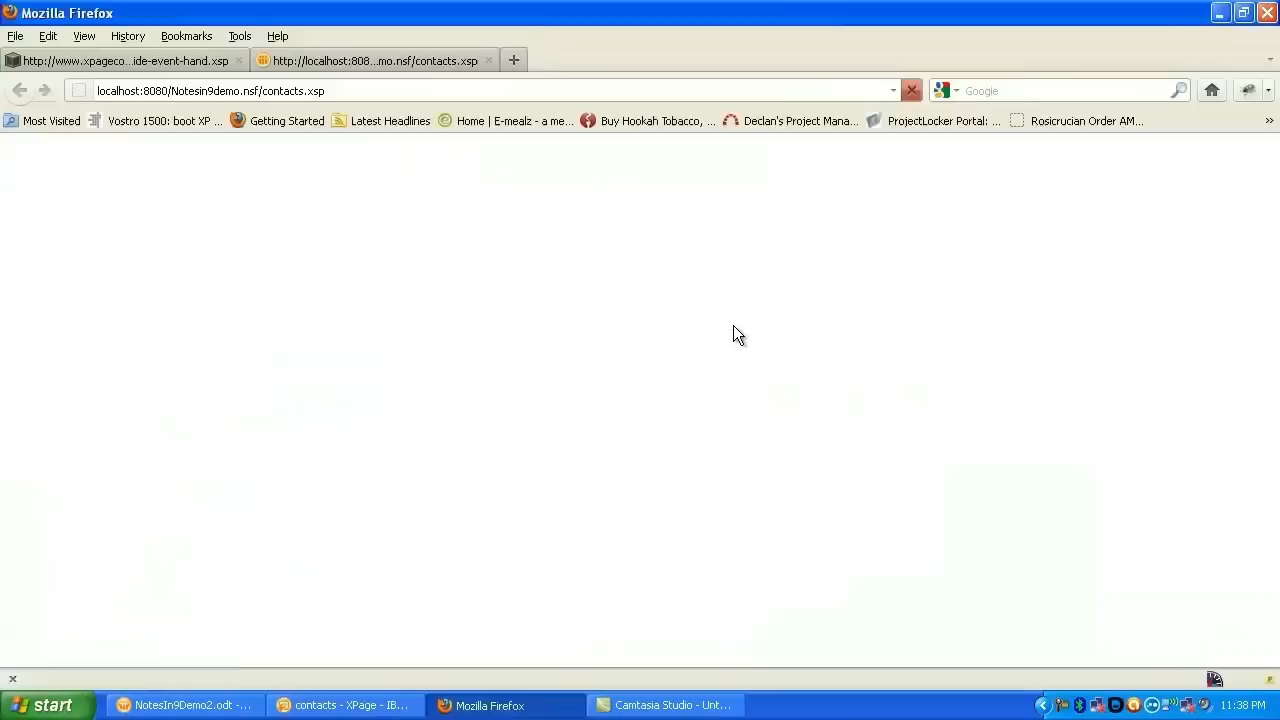 Mozilla Firefox
File Edit View History Bookmarks Tools Help
http://www.xpageco...ide-event-hand.xsp http://localhost:808...mo.nsf/contacts.xsp
localhost:8080/Notesin9demo.nsf/contacts.xsp Google
Most Visited Vostro 1500: boot XP ... Getting Started Latest Headlines Home | E-mealz - a me... Buy Hookah Tobacco, ... Declan's Project Mana... ProjectLocker Portal: ... Rosicrucian Order AM... »
start NotesIn9Demo2.odt -... contacts - XPage - IB... Mozilla Firefox Camtasia Studio - Unt... 11:38 PM